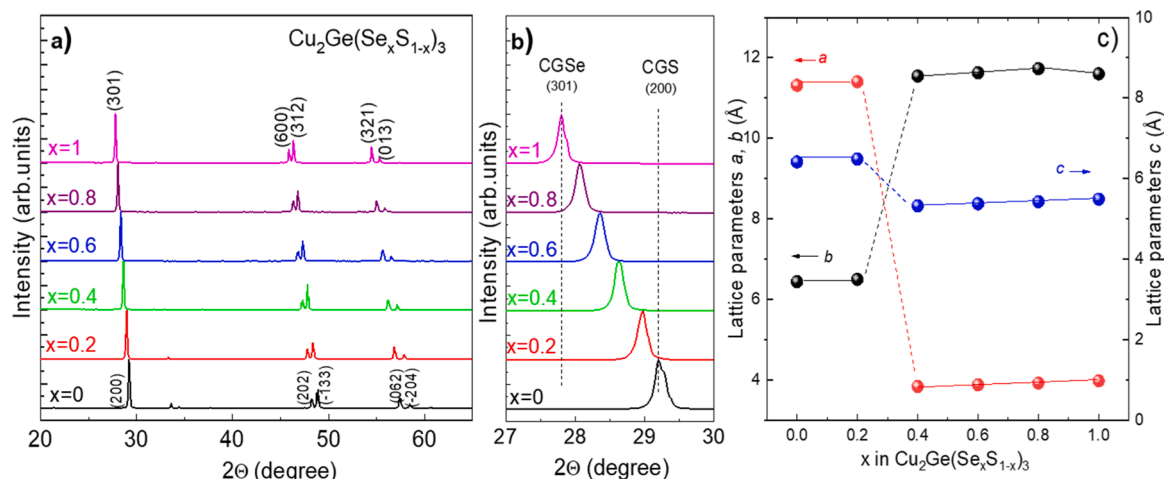 a)
Cu₂Ge(SeₓS₁₋ₓ)₃
Intensity (arb.units)
(301)
(600)
(312)
(321)
(013)
x=1
x=0.8
x=0.6
x=0.4
x=0.2
x=0
(200)
(202)
(-133)
(062)
(-204)
20 30 40 50 60
2Θ (degree)
b)
Intensity (arb.units)
CGSe
(301)
CGS
(200)
x=1
x=0.8
x=0.6
x=0.4
x=0.2
x=0
27 28 29 30
2Θ (degree)
c)
Lattice parameters a, b (Å)
12
11
9
8
6
4
a
c
b
10
8
6
4
2
0
Lattice parameters c (Å)
0.0 0.2 0.4 0.6 0.8 1.0
x in Cu₂Ge(SeₓS₁₋ₓ)₃